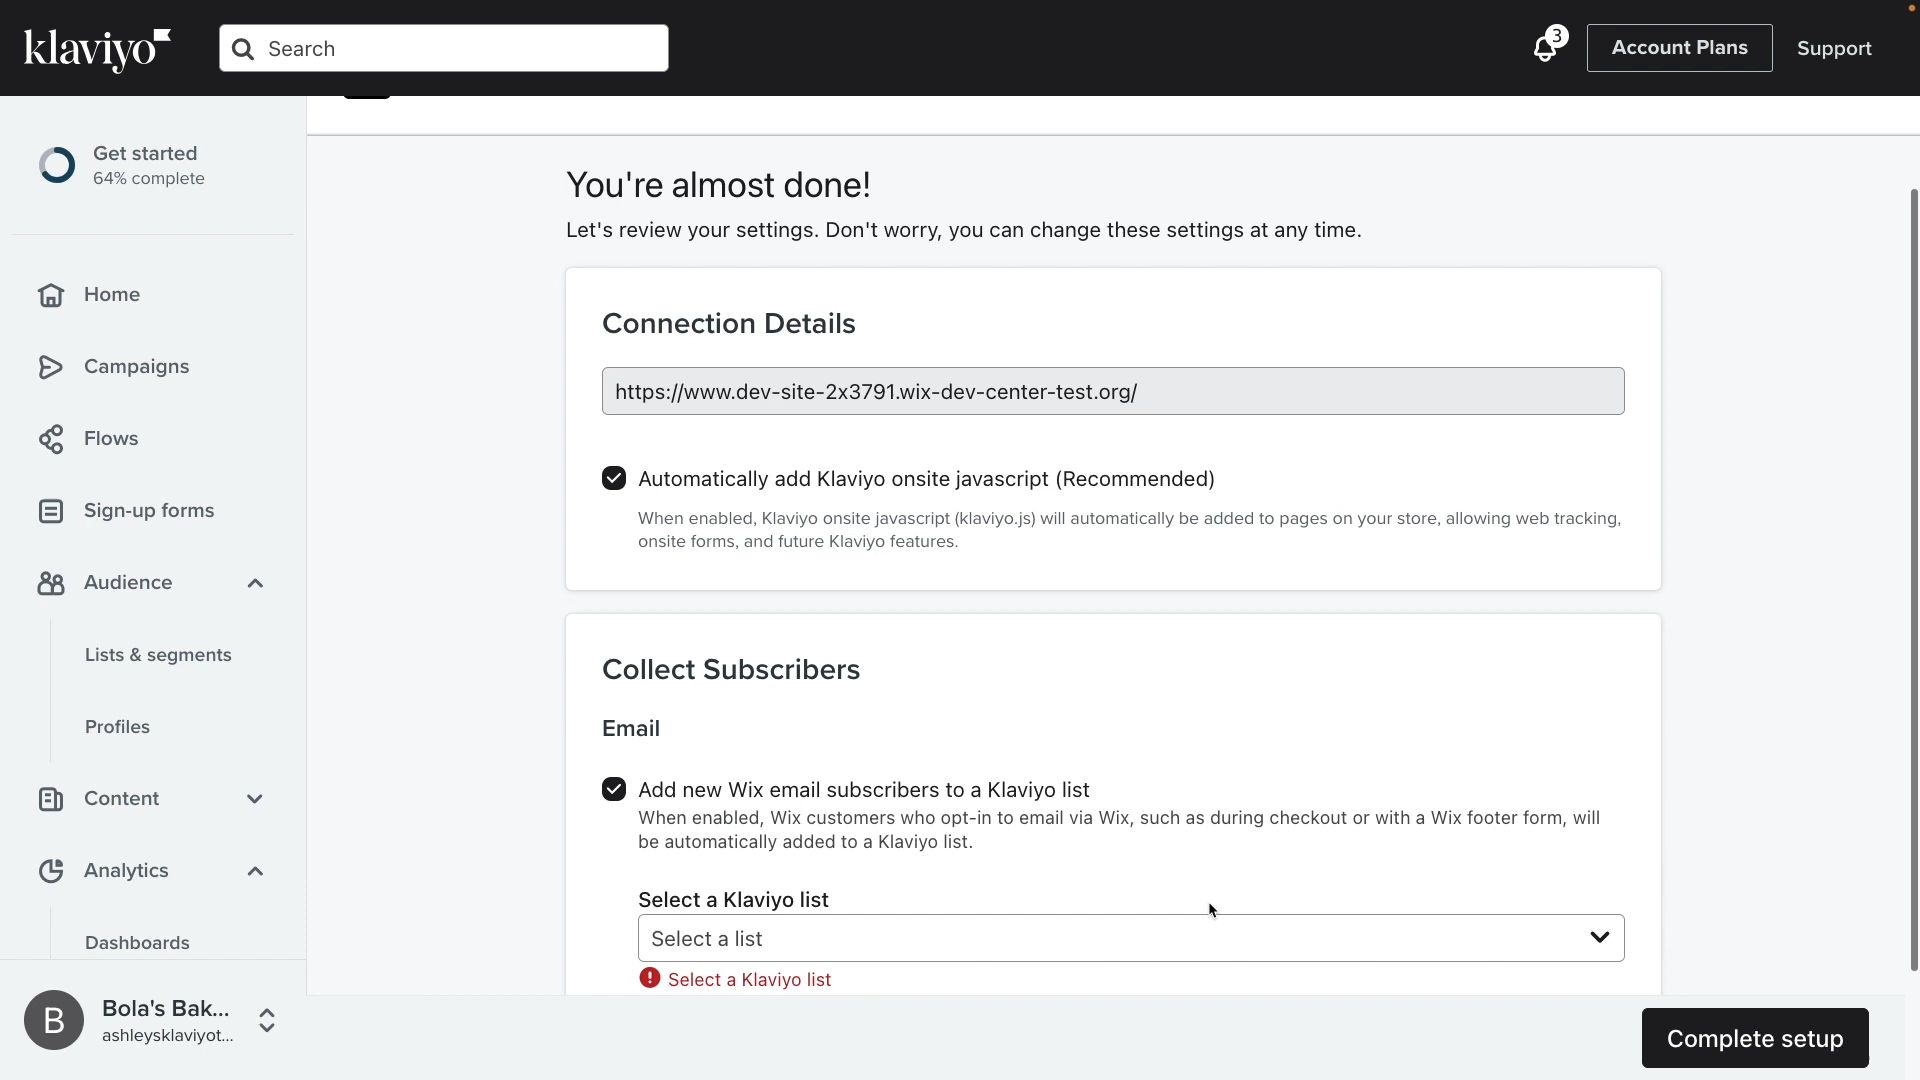 klaviyo
Search
3
Account Plans
Support
Get started
64% complete
Home
Campaigns
Flows
Sign-up forms
Audience
Lists & segments
Profiles
Content
Analytics
Dashboards
B
Bola's Bak...
ashleysklaviyot...
You're almost done!
Let's review your settings. Don't worry, you can change these settings at any time.
Connection Details
https://www.dev-site-2x3791.wix-dev-center-test.org/
Automatically add Klaviyo onsite javascript (Recommended)
When enabled, Klaviyo onsite javascript (klaviyo.js) will automatically be added to pages on your store, allowing web tracking,
onsite forms, and future Klaviyo features.
Collect Subscribers
Email
Add new Wix email subscribers to a Klaviyo list
When enabled, Wix customers who opt-in to email via Wix, such as during checkout or with a Wix footer form, will
be automatically added to a Klaviyo list.
Select a Klaviyo list
Select a list
Select a Klaviyo list
Complete setup